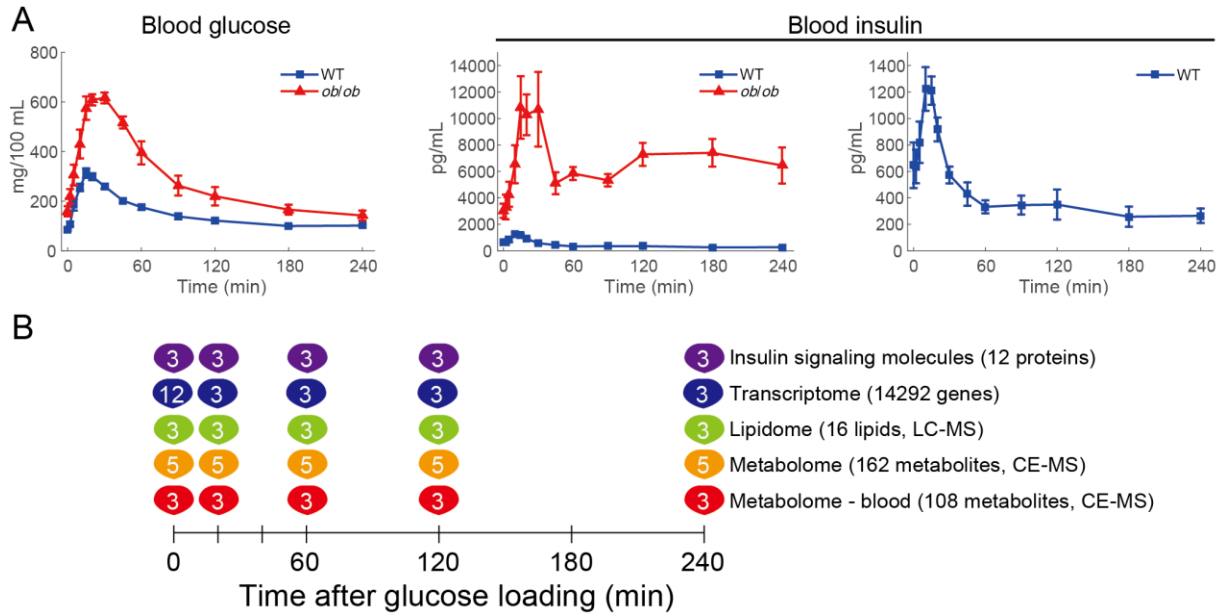 A
Blood glucose
Blood insulin
800
600
400
200
0
mg/100 mL
WT
ob/ob
0 60 120 180 240
Time (min)
14000
12000
10000
8000
6000
4000
2000
0
pg/mL
WT
ob/ob
0 60 120 180 240
Time (min)
1400
1200
1000
800
600
400
200
0
pg/mL
WT
0 60 120 180 240
Time (min)
B
3 3 3 3 3 Insulin signaling molecules (12 proteins)
12 3 3 3 3 Transcriptome (14292 genes)
3 3 3 3 3 Lipidome (16 lipids, LC-MS)
5 5 5 5 5 Metabolome (162 metabolites, CE-MS)
3 3 3 3 3 Metabolome - blood (108 metabolites, CE-MS)
0 60 120 180 240
Time after glucose loading (min)